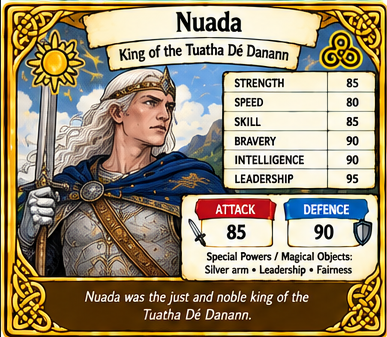 Nuada
King of the Tuatha Dé Danann
STRENGTH 85
SPEED 80
SKILL 85
BRAVERY 90
INTELLIGENCE 90
LEADERSHIP 95
ATTACK DEFENCE
85 90
Special Powers / Magical Objects:
Silver arm • Leadership • Fairness
Nuada was the just and noble king of the
Tuatha Dé Danann.